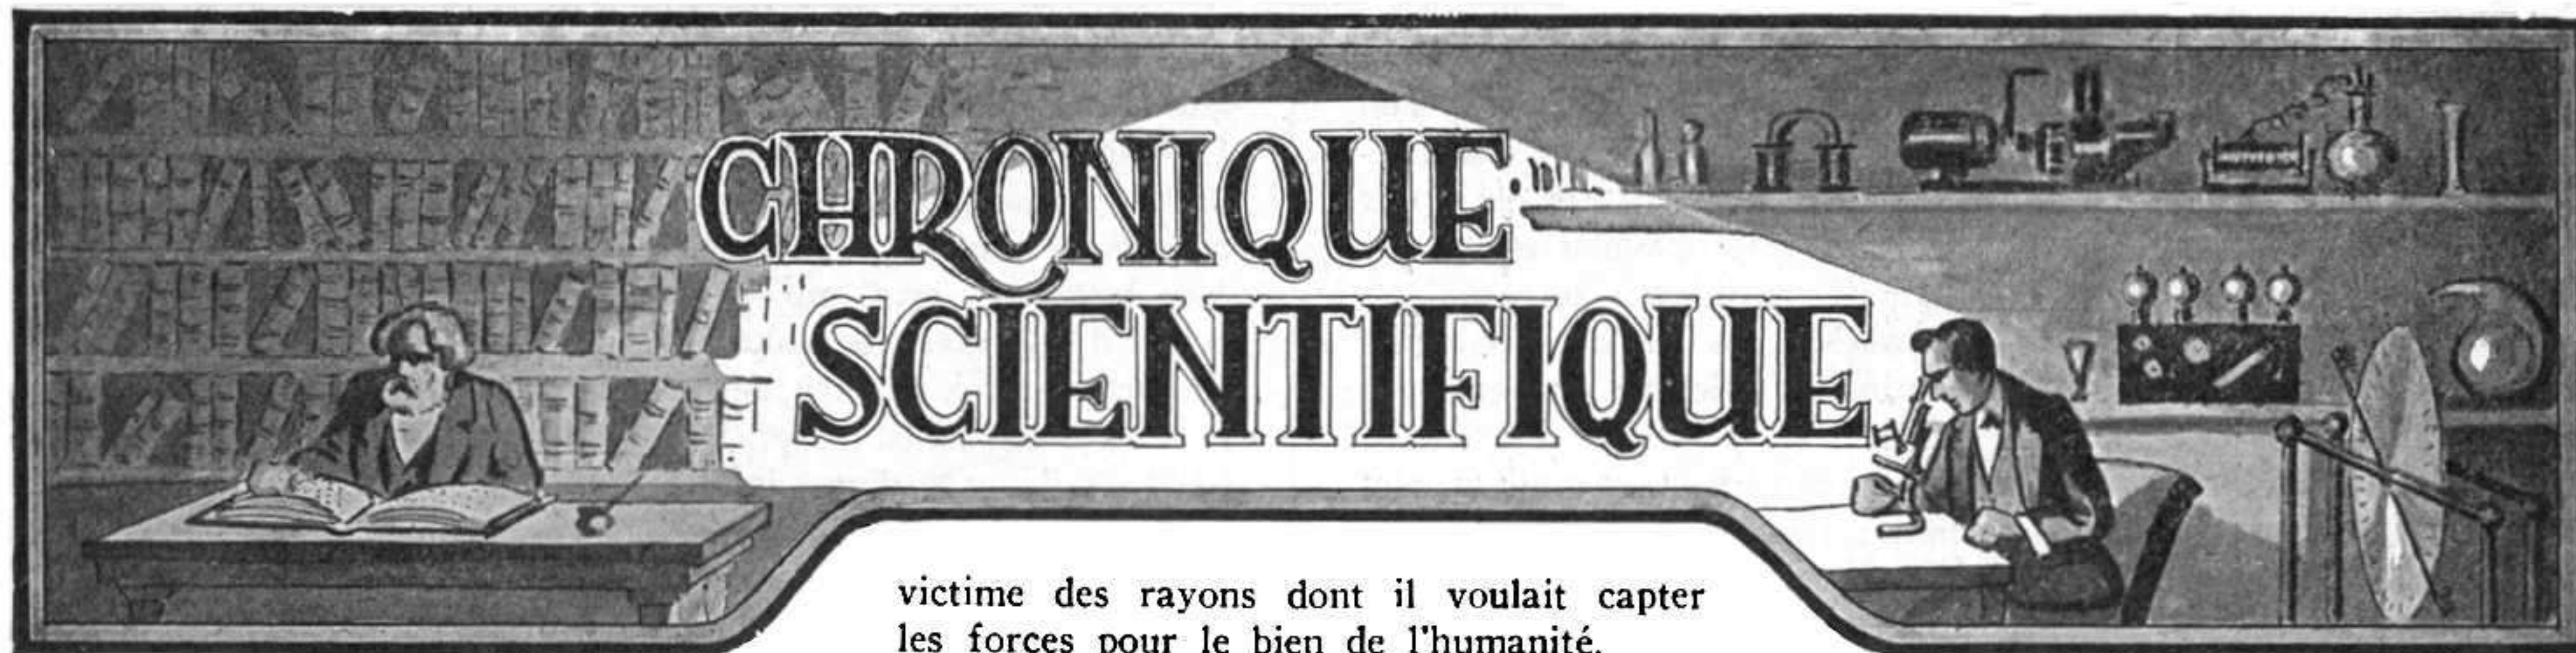 CHRONIQUE
SCIENTIFIQUE
victime des rayons dont il voulait capter
les forces pour le bien de l'humanité.